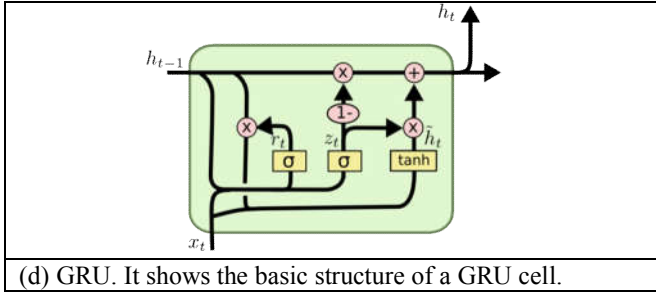 h_t
h_{t−1}
x +
1-
x r_t z_t x h̃_t
σ σ tanh
x_t
(d) GRU. It shows the basic structure of a GRU cell.